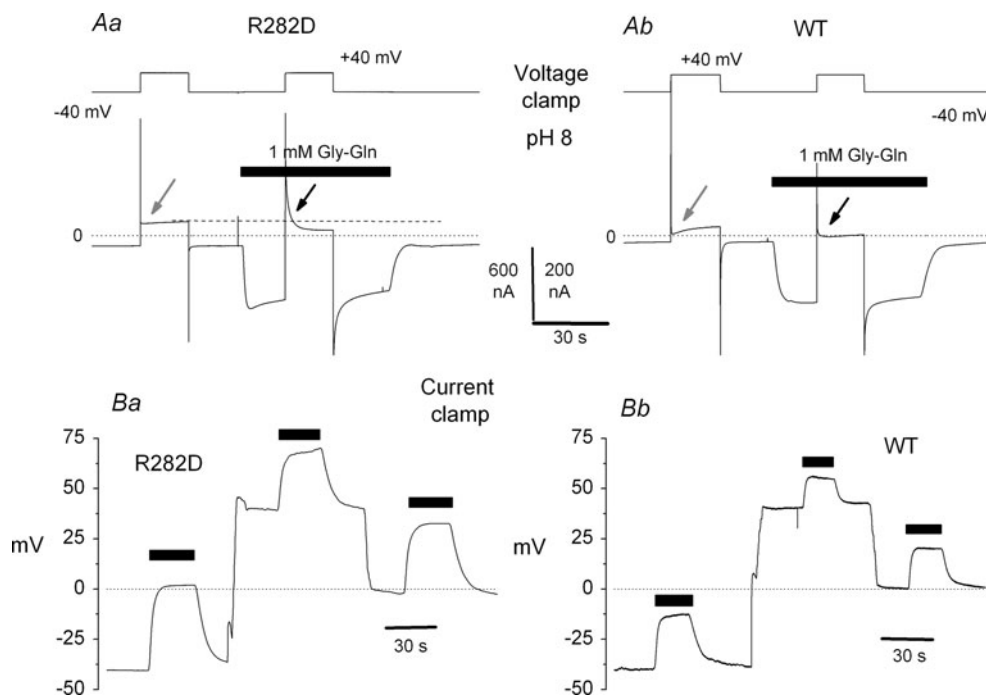 Aa
R282D
+40 mV
-40 mV
1 mM Gly-Gln
0
Voltage
clamp
pH 8
600
nA
200
nA
30 s
Ab
WT
+40 mV
-40 mV
1 mM Gly-Gln
0
Ba
Current
clamp
R282D
75
50
25
0
-25
-50
mV
30 s
Bb
WT
75
50
25
0
-25
-50
mV
30 s